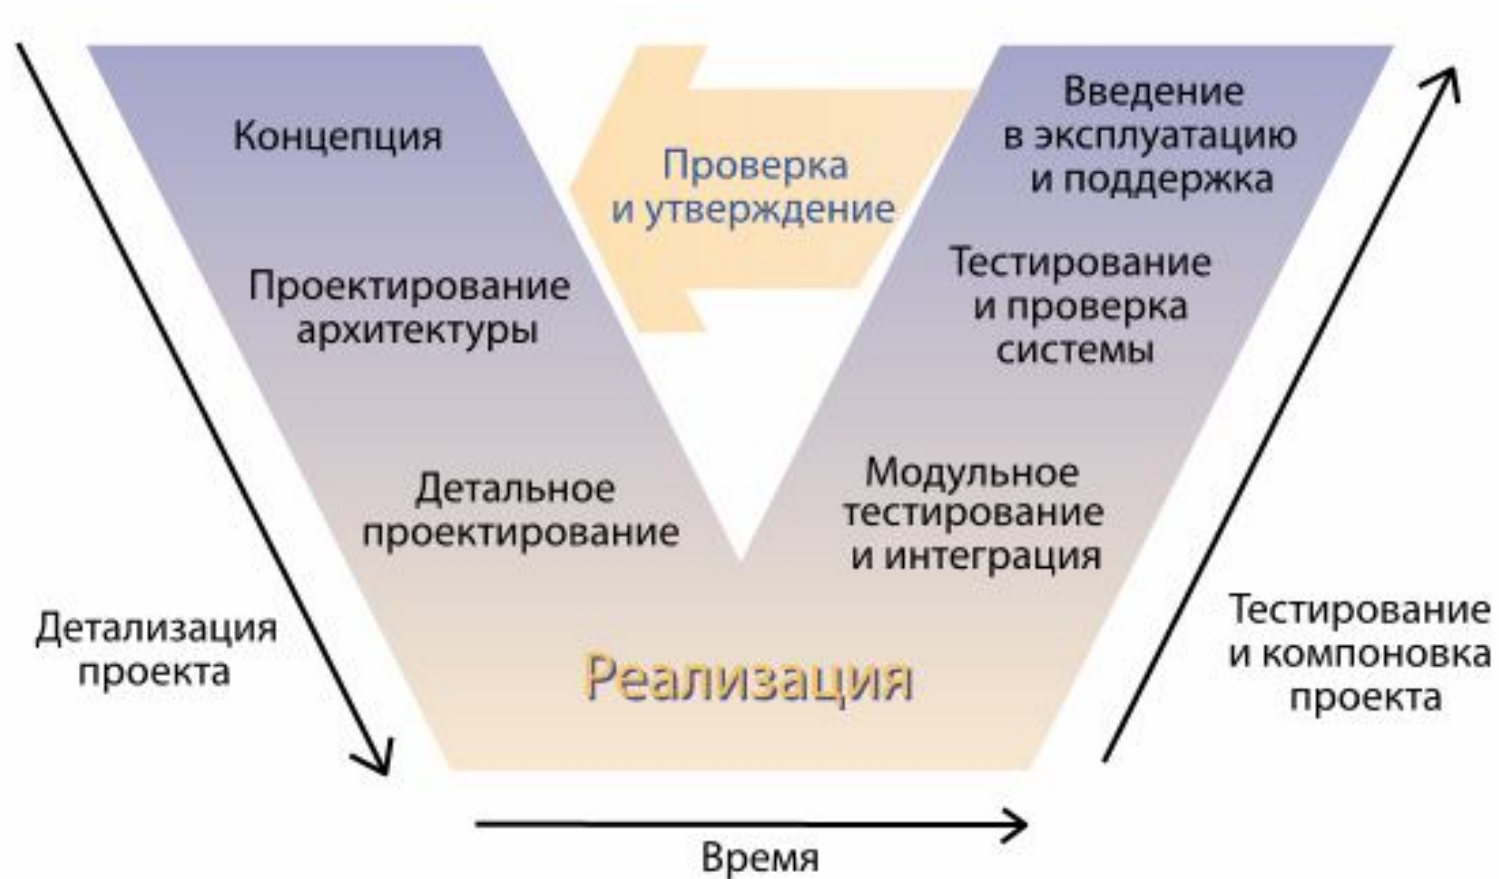 Концепция
Проектирование
архитектуры
Детальное
проектирование
Реализация
Проверка
и утверждение
Введение
в эксплуатацию
и поддержка
Тестирование
и проверка
системы
Модульное
тестирование
и интеграция
Детализация
проекта
Тестирование
и компоновка
проекта
Время